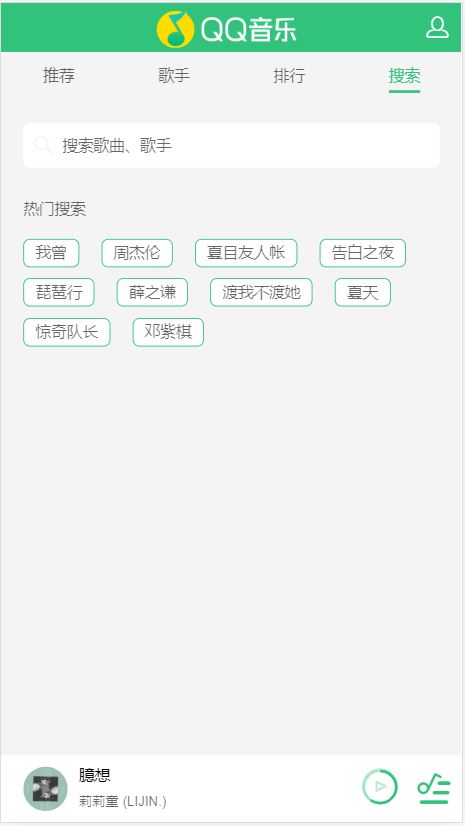 QQ音乐
推荐 歌手 排行 搜索
搜索歌曲、歌手
热门搜索
我曾 周杰伦 夏目友人帐 告白之夜
琵琶行 薛之谦 渡我不渡她 夏天
惊奇队长 邓紫棋
臆想
莉莉童 (LIJIN.)